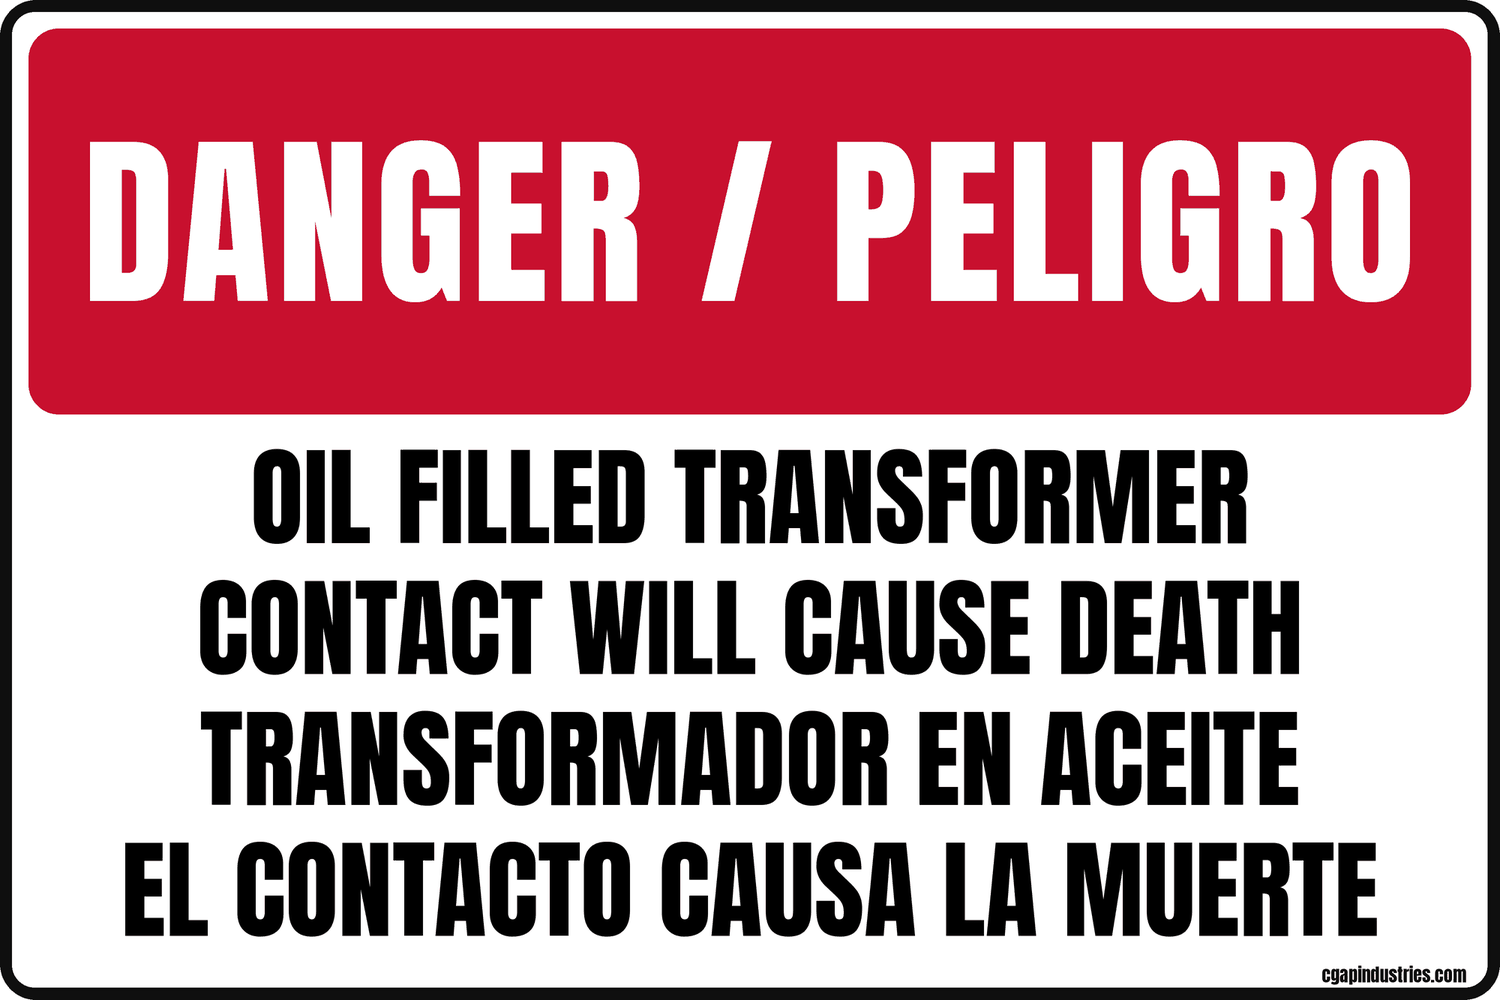 DANGER / PELIGRO
OIL FILLED TRANSFORMER
CONTACT WILL CAUSE DEATH
TRANSFORMADOR EN ACEITE
EL CONTACTO CAUSA LA MUERTE
cgapindustries.com